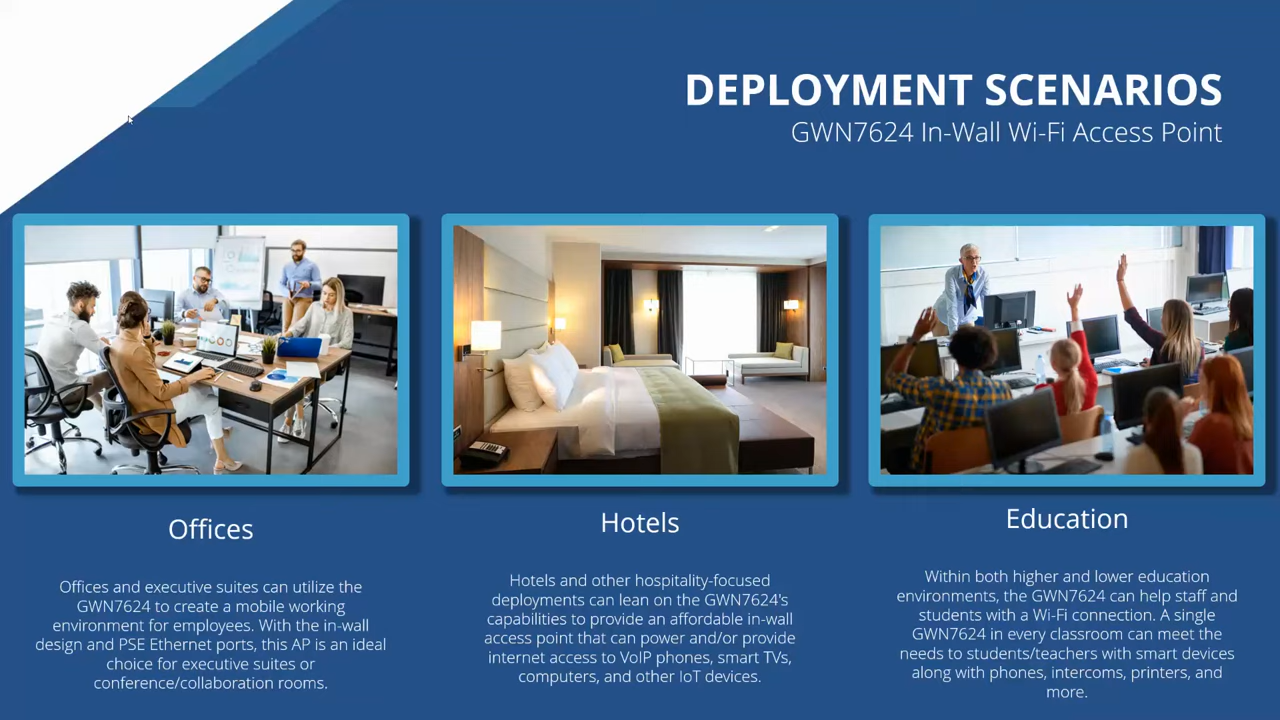 DEPLOYMENT SCENARIOS
GWN7624 In-Wall Wi-Fi Access Point
Offices
Offices and executive suites can utilize the
GWN7624 to create a mobile working
environment for employees. With the in-wall
design and PSE Ethernet ports, this AP is an ideal
choice for executive suites or
conference/collaboration rooms.
Hotels
Hotels and other hospitality-focused
deployments can lean on the GWN7624's
capabilities to provide an affordable in-wall
access point that can power and/or provide
internet access to VoIP phones, smart TVs,
computers, and other IoT devices.
Education
Within both higher and lower education
environments, the GWN7624 can help staff and
students with a Wi-Fi connection. A single
GWN7624 in every classroom can meet the
needs to students/teachers with smart devices
along with phones, intercoms, printers, and
more.